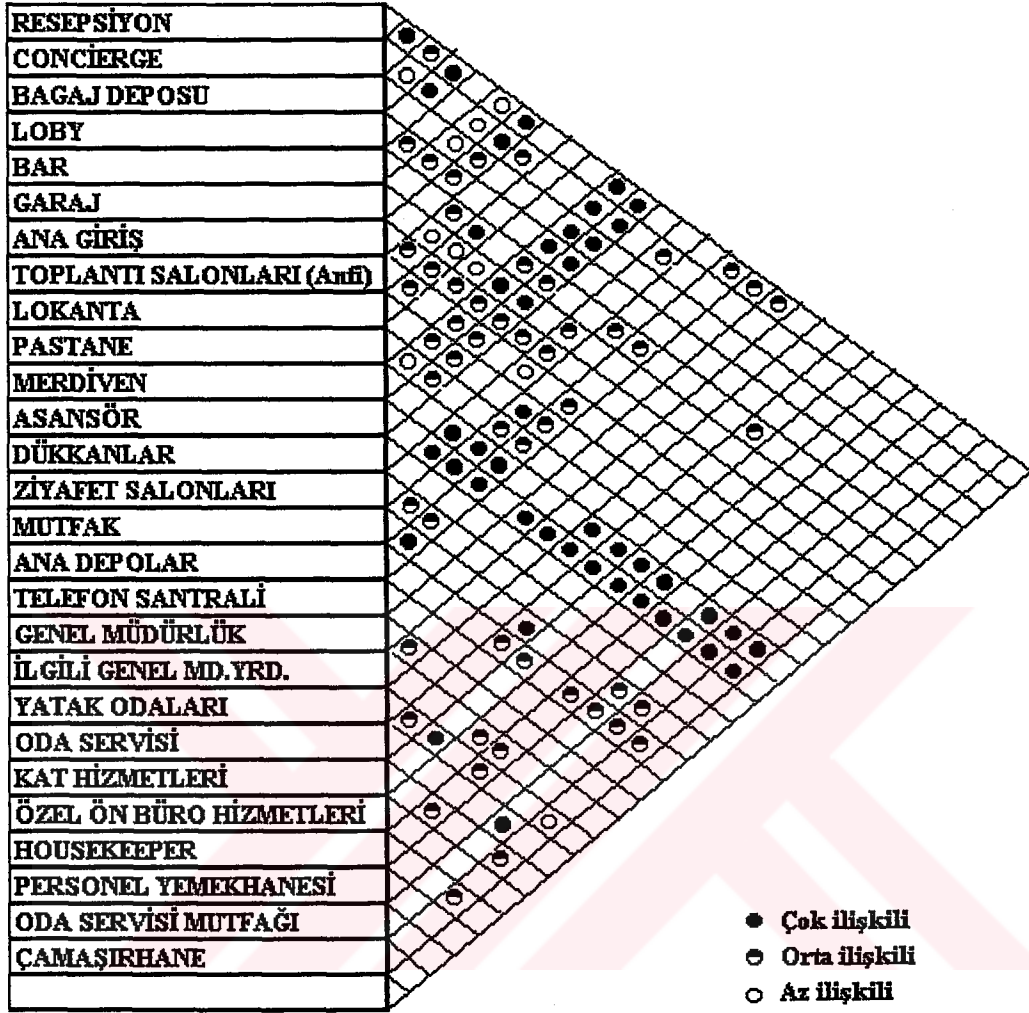 RESEPSİYON
CONCİERGE
BAGAJ DEPOSU
LOBY
BAR
GARAJ
ANA GİRİŞ
TOPLANTI SALONLARI (Anfi)
LOKANTA
PASTANE
MERDİVEN
ASANSÖR
DÜKKANLAR
ZİYAFET SALONLARI
MUTFAK
ANA DEPOLAR
TELEFON SANTRALİ
GENEL MÜDÜRLÜK
İLGİLİ GENEL MD.YRD.
YATAK ODALARI
ODA SERVİSİ
KAT HİZMETLERİ
ÖZEL ÖN BÜRO HİZMETLERİ
HOUSEKEEPER
PERSONEL YEMEKHANESİ
ODA SERVİSİ MUTFAĞI
ÇAMAŞIRHANE
Çok ilişkili
Orta ilişkili
Az ilişkili